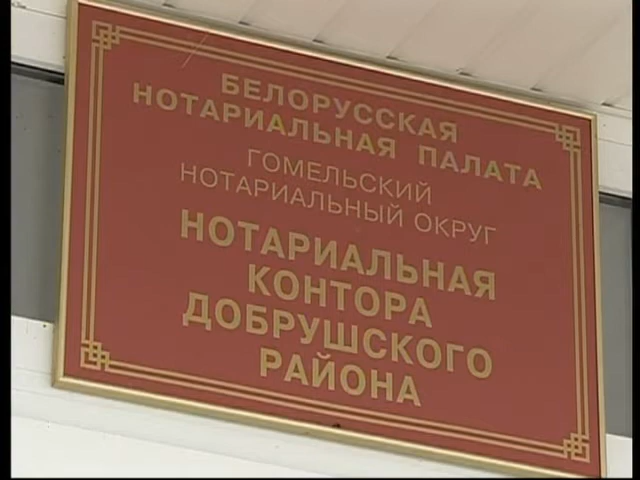 БЕЛОРУССКАЯ
НОТАРИАЛЬНАЯ ПАЛАТА
ГОМЕЛЬСКИЙ
НОТАРИАЛЬНЫЙ ОКРУГ
НОТАРИАЛЬНАЯ
КОНТОРА
ДОБРУШСКОГО
РАЙОНА